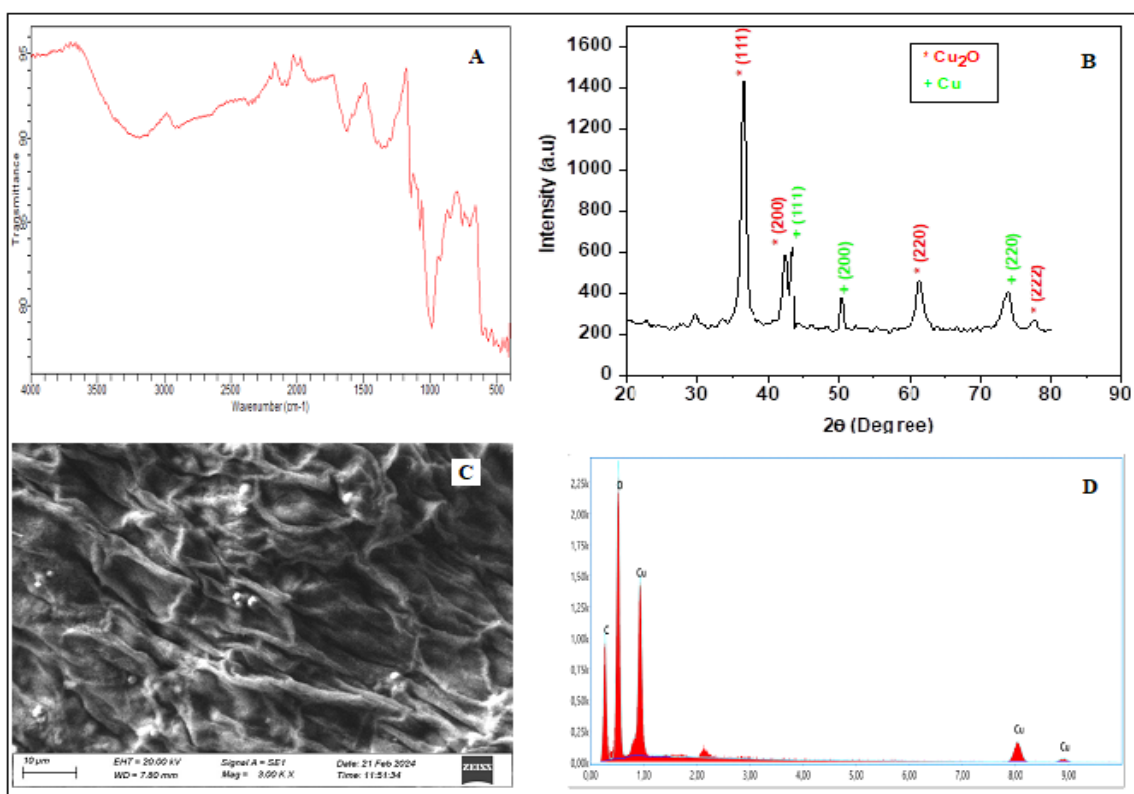 A
Transmittance
95
90
85
80
4000
3500
3000
2500
2000
1500
1000
500
Wavenumber (cm-1)
B
* Cu2O
+ Cu
* (111)
* (200)
+ (111)
+ (200)
* (220)
+ (220)
* (222)
Intensity (a.u)
1600
1400
1200
1000
800
600
400
200
0
20 30 40 50 60 70 80 90
2θ (Degree)
C
10 µm
EHT = 20.00 kV
Signal A = SE1
Date: 21 Feb 2024
WD = 7.80 mm
Mag = 3.00 K X
Time: 11:51:34
ZEISS
D
2,25k
2,00k
1,75k
1,50k
1,25k
1,00k
0,75k
0,50k
0,25k
0,00k
C
O
Cu
Cu
Cu
0,00 1,00 2,00 3,00 4,00 5,00 6,00 7,00 8,00 9,00